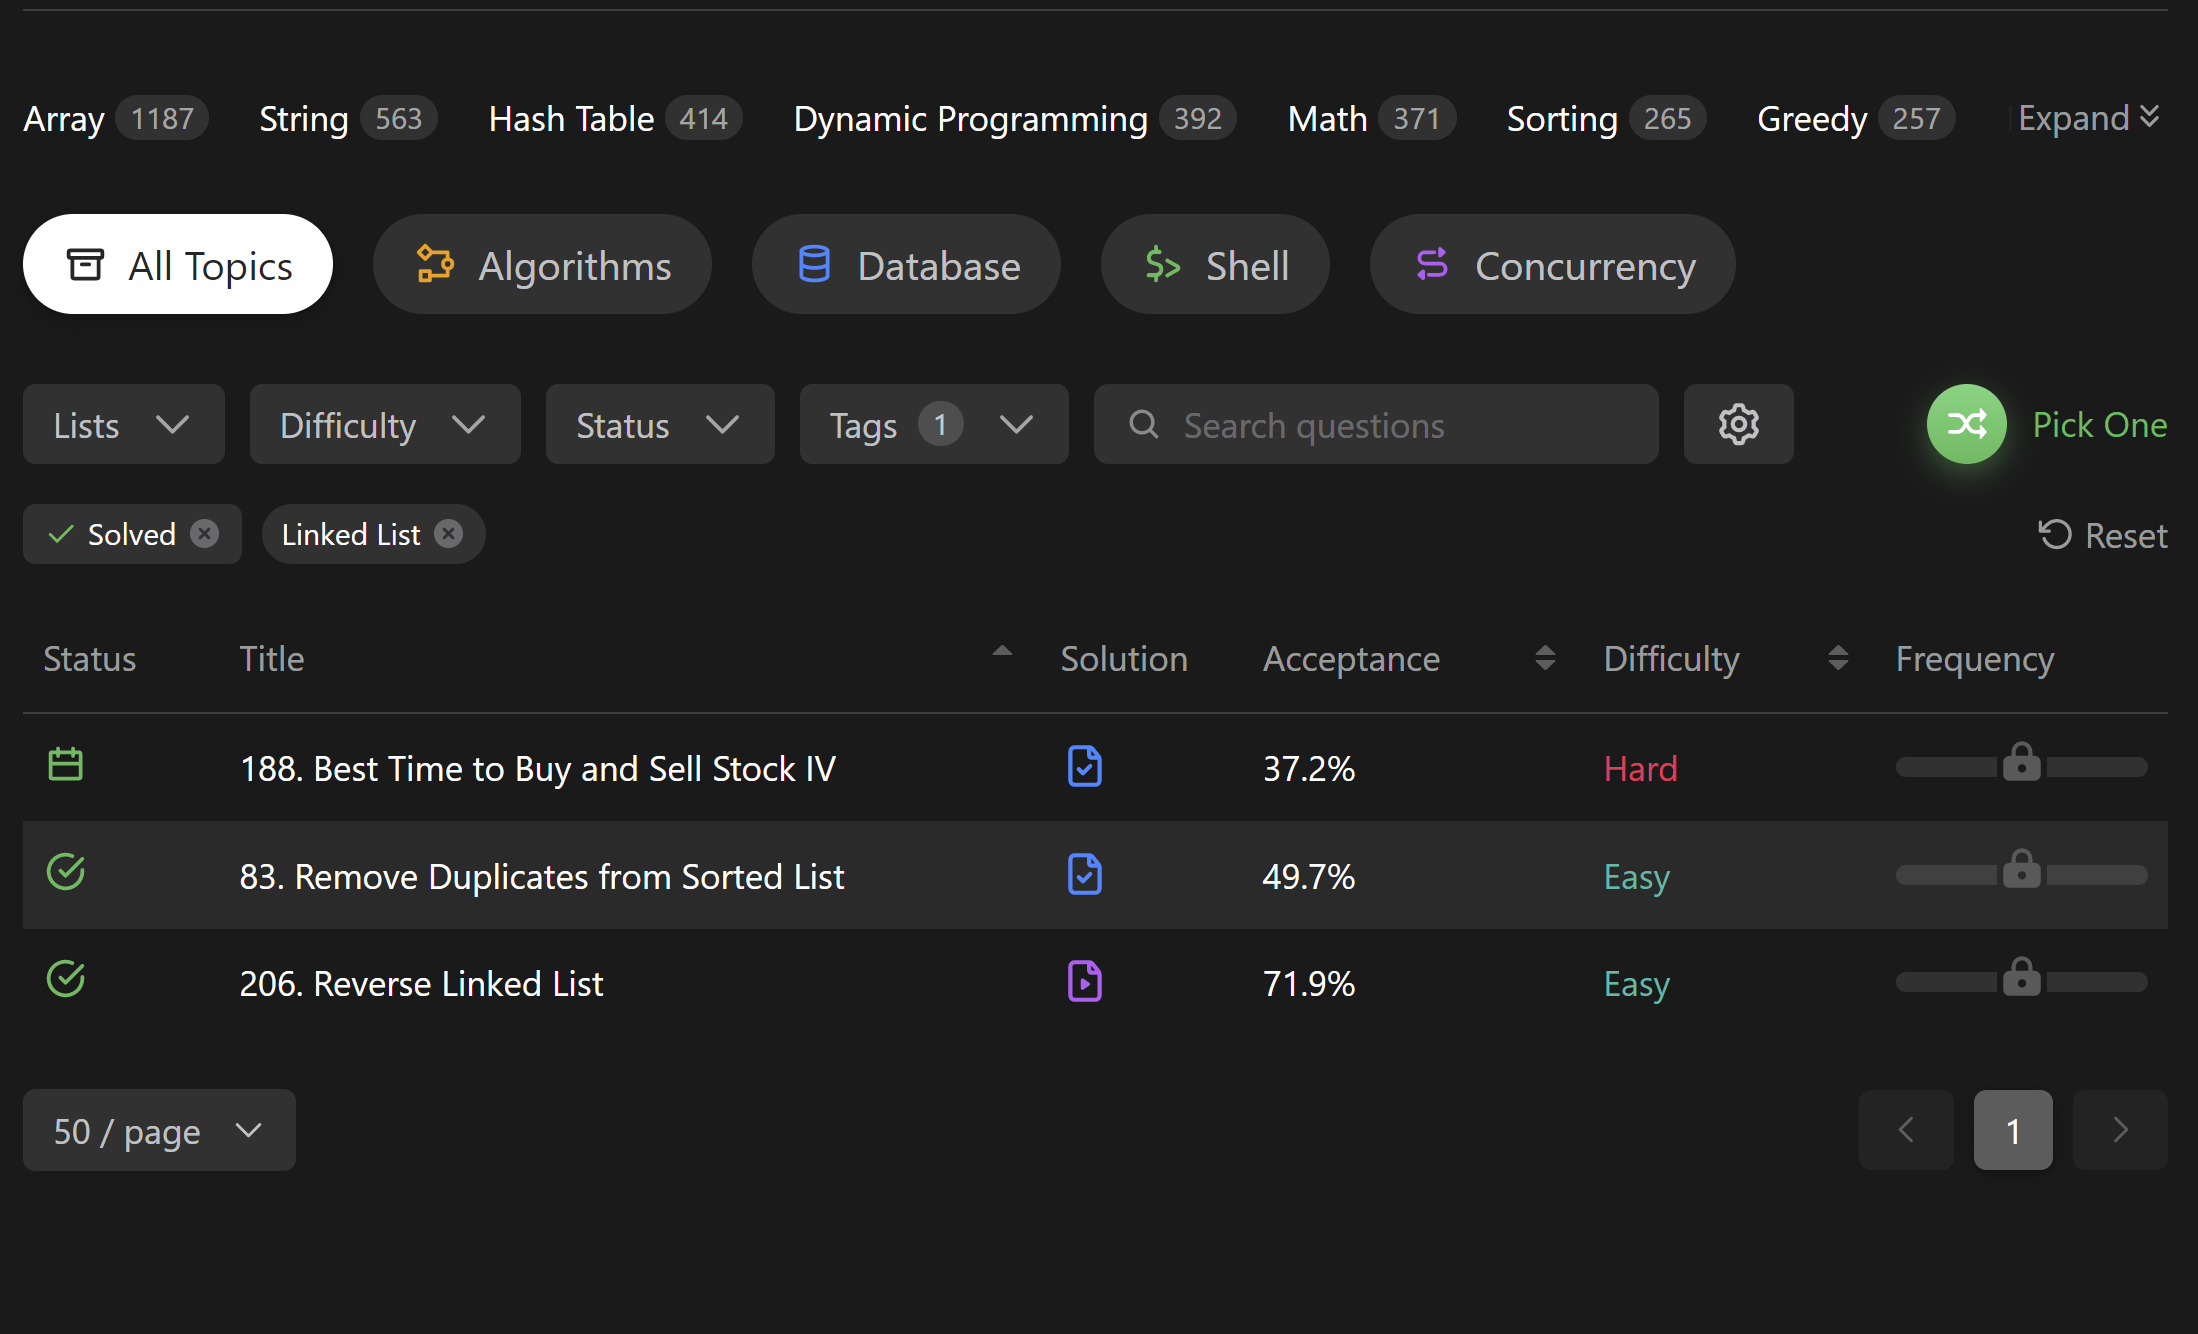 Array 1187 String 563 Hash Table 414 Dynamic Programming 392 Math 371 Sorting 265 Greedy 257 Expand
All Topics Algorithms Database Shell Concurrency
Lists Difficulty Status Tags 1 Search questions Pick One
Solved Linked List Reset
Status Title Solution Acceptance Difficulty Frequency
188. Best Time to Buy and Sell Stock IV 37.2% Hard
83. Remove Duplicates from Sorted List 49.7% Easy
206. Reverse Linked List 71.9% Easy
50 / page 1